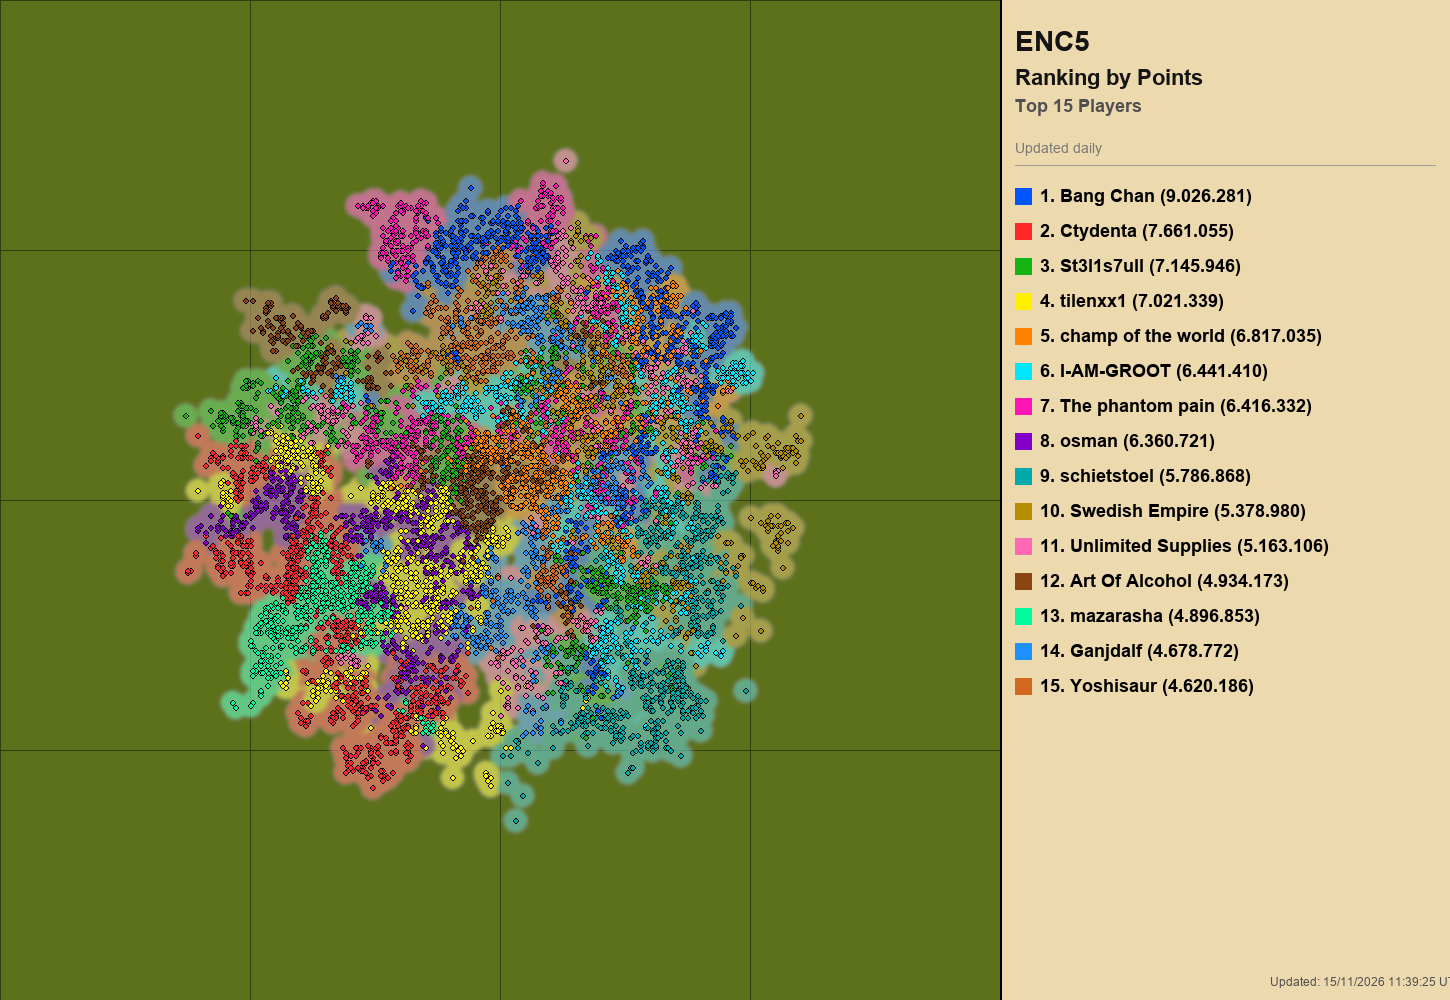 ENC5
Ranking by Points
Top 15 Players
Updated daily
1. Bang Chan (9.026.281)
2. Ctydenta (7.661.055)
3. St3l1s7ull (7.145.946)
4. tilenxx1 (7.021.339)
5. champ of the world (6.817.035)
6. I-AM-GROOT (6.441.410)
7. The phantom pain (6.416.332)
8. osman (6.360.721)
9. schietstoel (5.786.868)
10. Swedish Empire (5.378.980)
11. Unlimited Supplies (5.163.106)
12. Art Of Alcohol (4.934.173)
13. mazarasha (4.896.853)
14. Ganjdalf (4.678.772)
15. Yoshisaur (4.620.186)
Updated: 15/11/2026 11:39:25 U